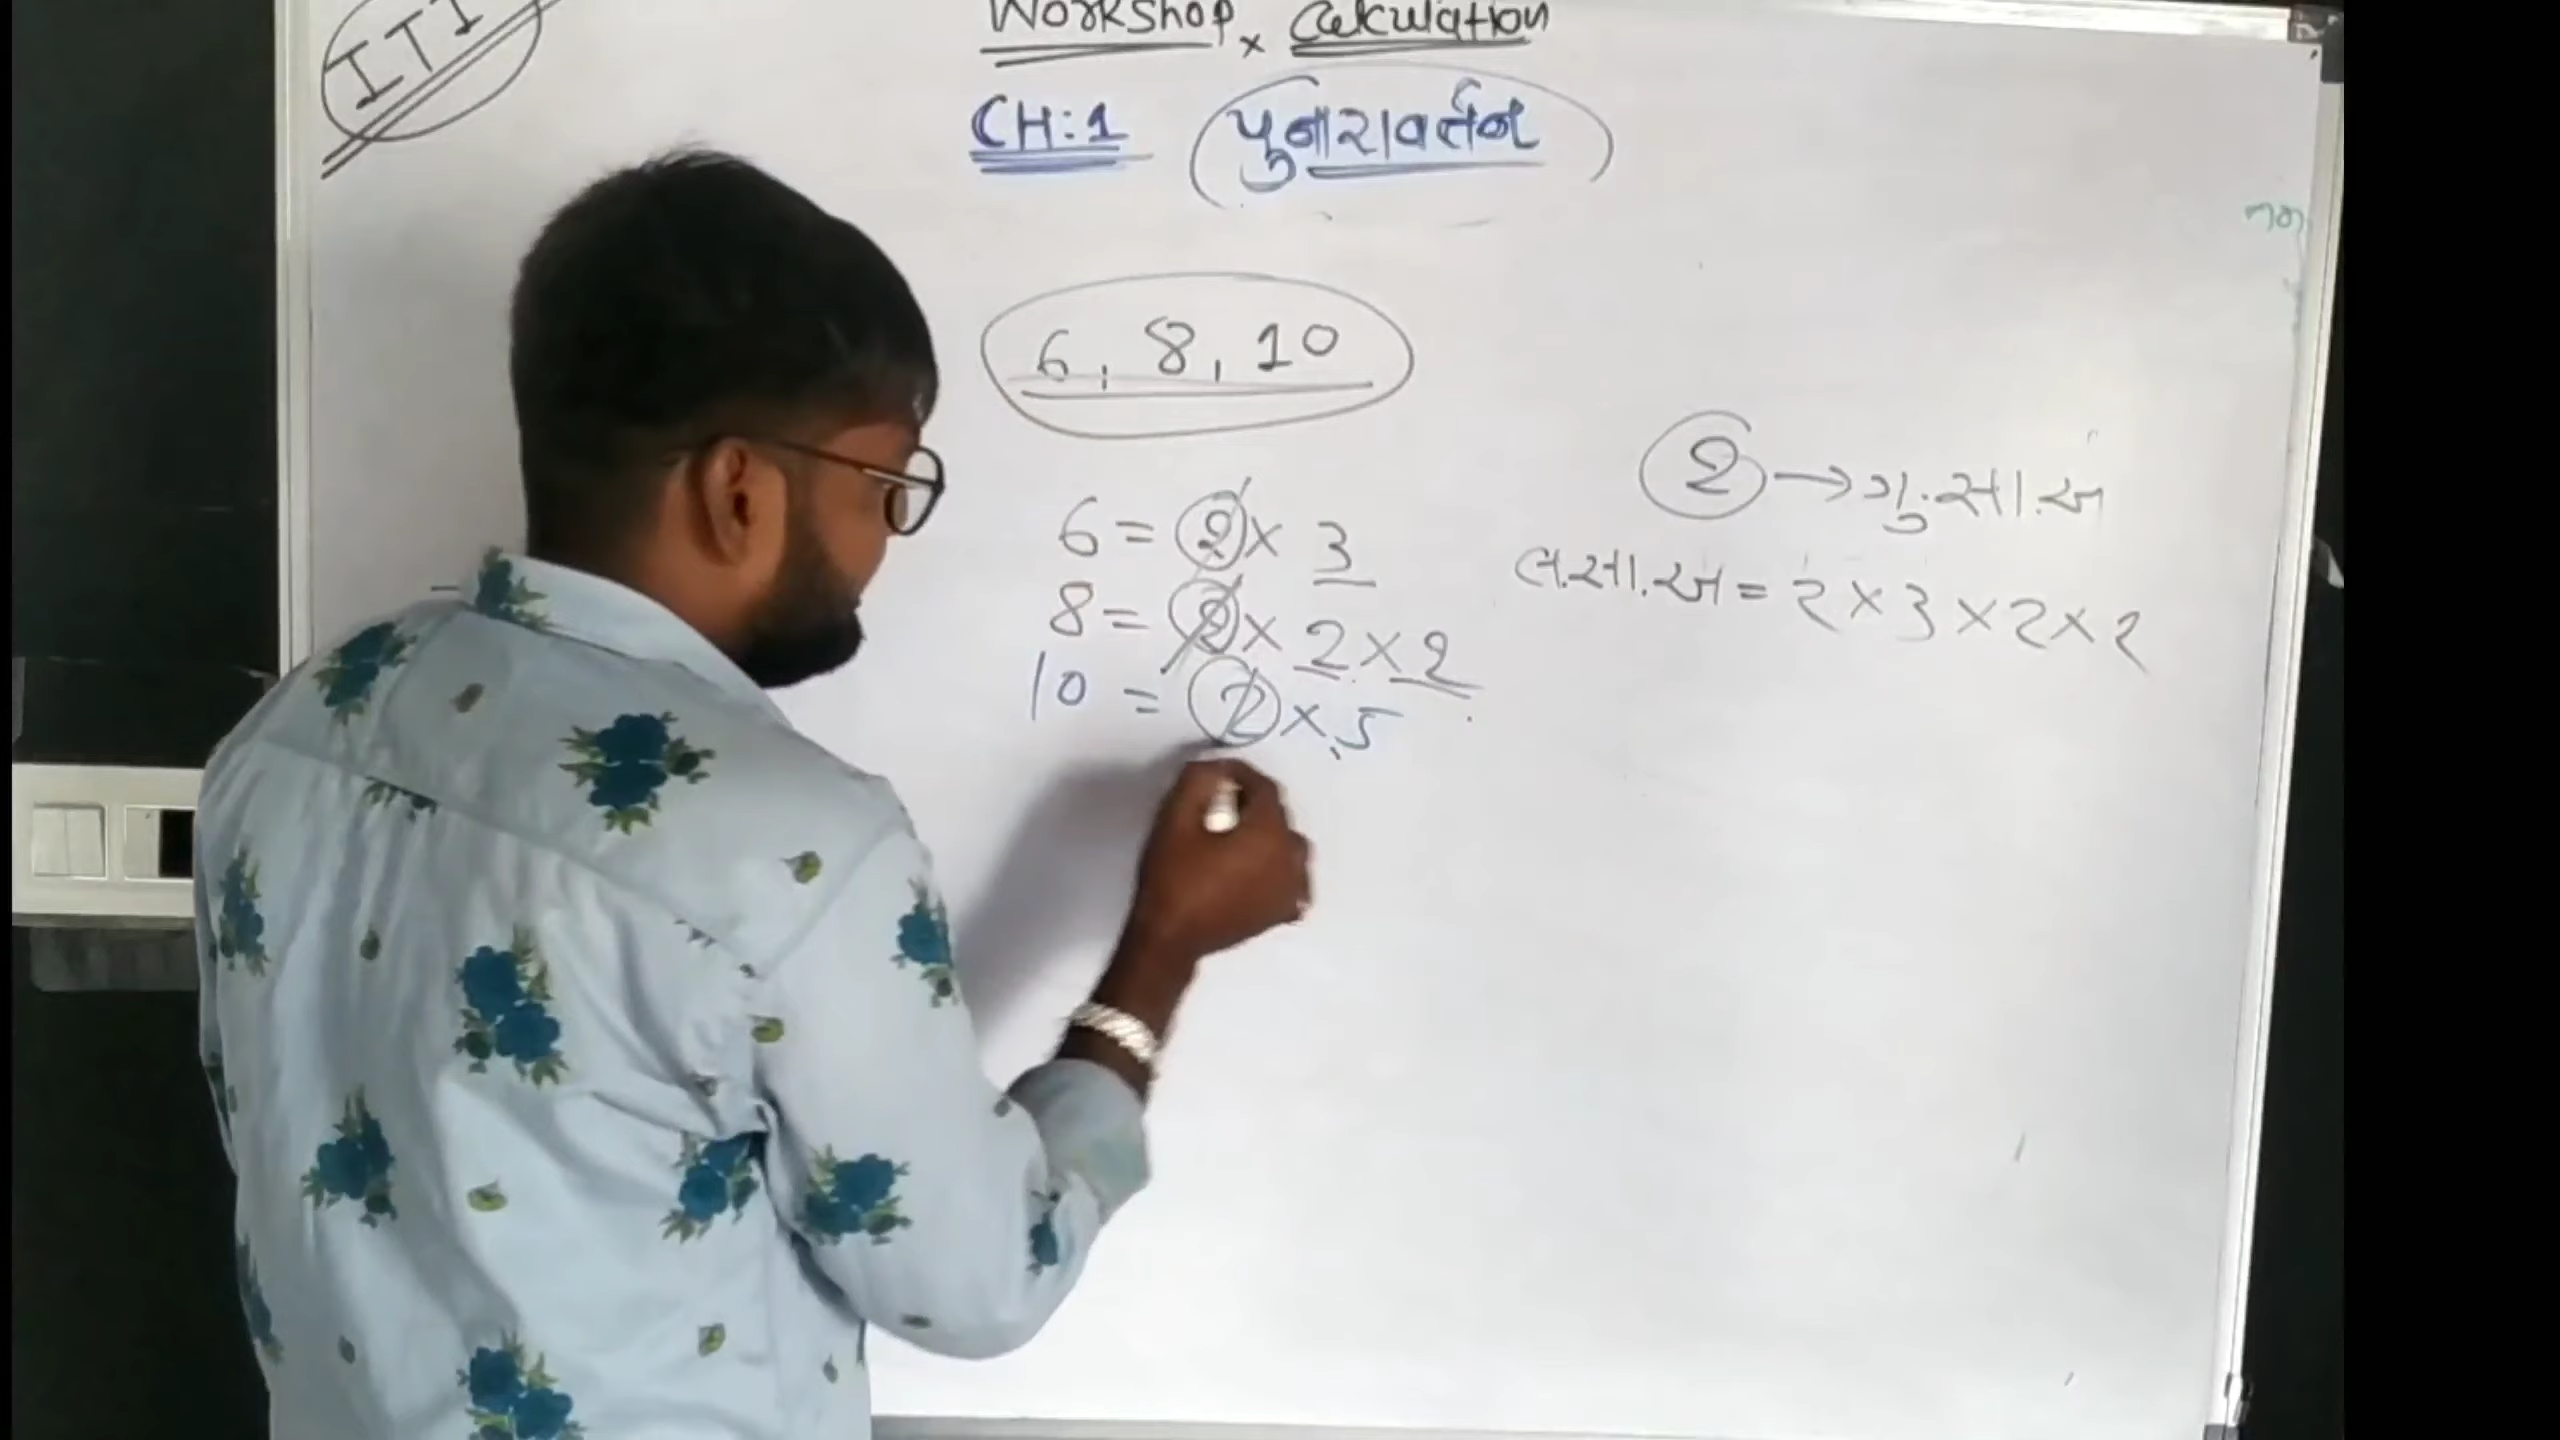 ITI
Workshop Calculation
CH:1 પુનારાવર્તન
6, 8, 10
6 = 2 × 3
8 = 2 × 2 × 2
10 = 2 × 5
2 → ગુ.સા.અ
લ.સા.અ = 2 × 3 × 2 × 2